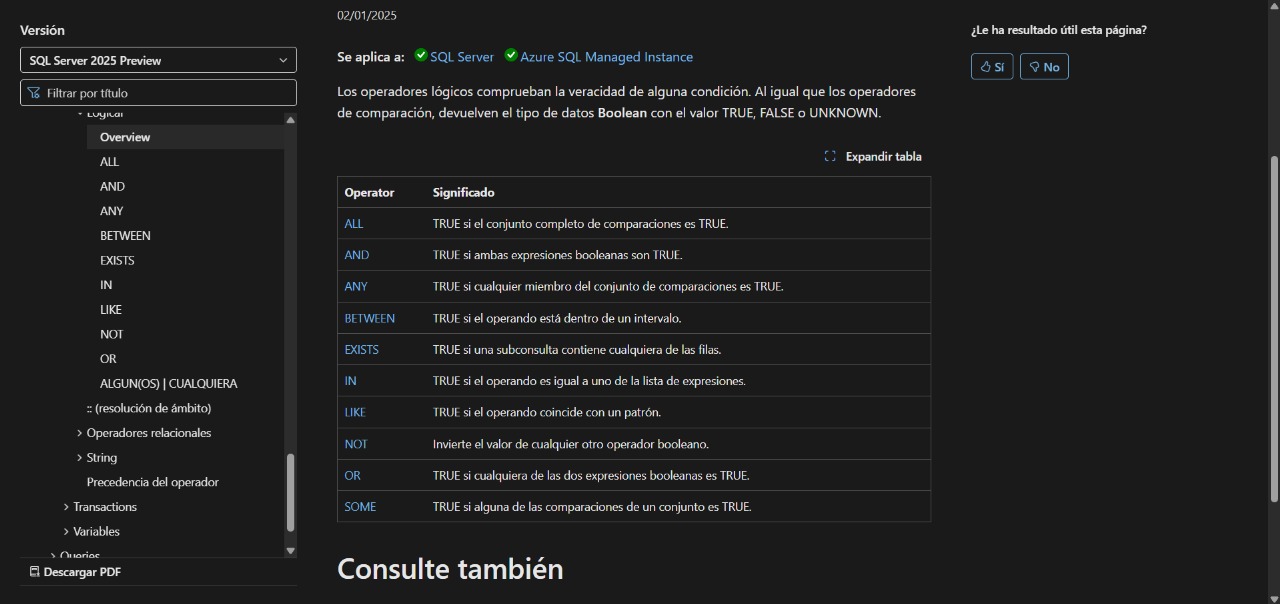 Versión
SQL Server 2025 Preview
Filtrar por título
Logical
Overview
ALL
AND
ANY
BETWEEN
EXISTS
IN
LIKE
NOT
OR
ALGUN(OS) | CUALQUIERA
:: (resolución de ámbito)
Operadores relacionales
String
Precedencia del operador
Transactions
Variables
Queries
Descargar PDF
02/01/2025
Se aplica a: SQL Server Azure SQL Managed Instance
Los operadores lógicos comprueban la veracidad de alguna condición. Al igual que los operadores
de comparación, devuelven el tipo de datos Boolean con el valor TRUE, FALSE o UNKNOWN.
Expandir tabla
Operator Significado
ALL TRUE si el conjunto completo de comparaciones es TRUE.
AND TRUE si ambas expresiones booleanas son TRUE.
ANY TRUE si cualquier miembro del conjunto de comparaciones es TRUE.
BETWEEN TRUE si el operando está dentro de un intervalo.
EXISTS TRUE si una subconsulta contiene cualquiera de las filas.
IN TRUE si el operando es igual a uno de la lista de expresiones.
LIKE TRUE si el operando coincide con un patrón.
NOT Invierte el valor de cualquier otro operador booleano.
OR TRUE si cualquiera de las dos expresiones booleanas es TRUE.
SOME TRUE si alguna de las comparaciones de un conjunto es TRUE.
Consulte también
¿Le ha resultado útil esta página?
Sí No